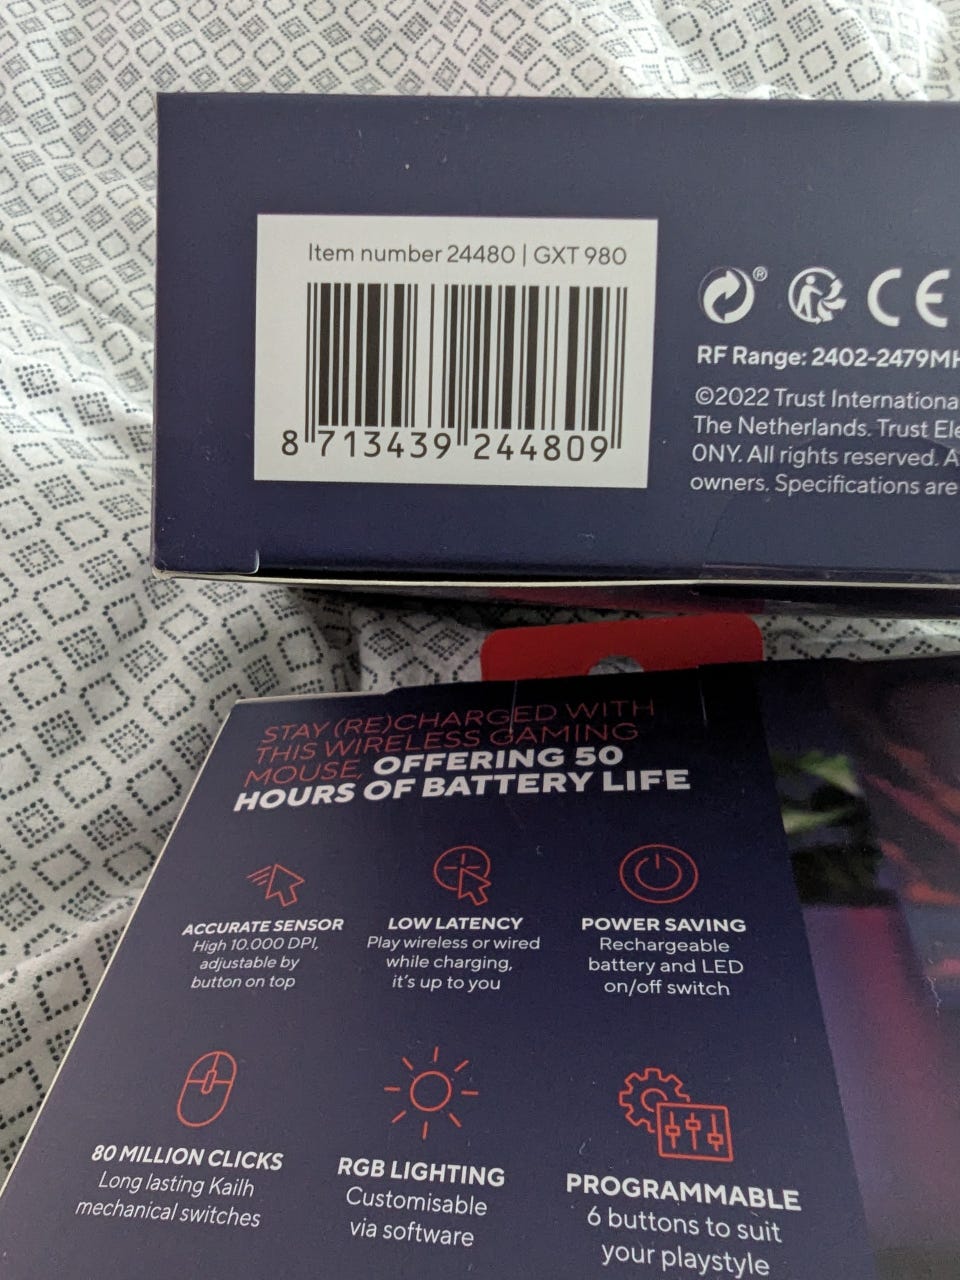 Item number 24480 | GXT 980
8 713439 244809
®
CE
RF Range: 2402-2479MH
©2022 Trust Internationa
The Netherlands. Trust Ele
0NY. All rights reserved. A
owners. Specifications are
STAY (RE)CHARGED WITH
THIS WIRELESS GAMING
MOUSE, OFFERING 50
HOURS OF BATTERY LIFE
ACCURATE SENSOR
High 10.000 DPI,
adjustable by
button on top
LOW LATENCY
Play wireless or wired
while charging,
it's up to you
POWER SAVING
Rechargeable
battery and LED
on/off switch
80 MILLION CLICKS
Long lasting Kailh
mechanical switches
RGB LIGHTING
Customisable
via software
PROGRAMMABLE
6 buttons to suit
your playstyle